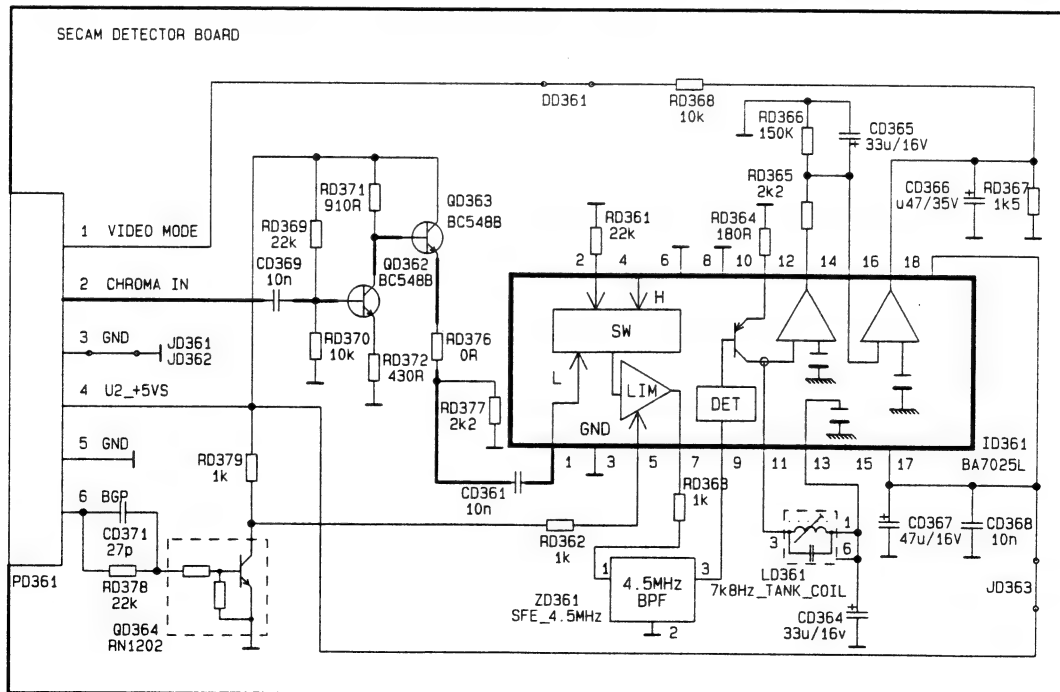 SECAM DETECTOR BOARD
DD361
RD368
10k
RD366
150K
CD365
33u/16V
RD365
2k2
RD371
910R
QD363
BC548B
RD369
22k
QD362
BC548B
RD361
22k
RD364
180R
CD366
u47/35V
RD367
1k5
1 VIDEO MODE
2 CHROMA IN
CD369
10n
2 4 6 8 10 12 14 16 18
H
SW
3 GND
JD361
JD362
RD370
10k
RD372
430R
RD376
0R
L
LIM
DET
4 U2_+5VS
RD377
2k2
GND
ID361
BA7025L
5 GND
RD379
1k
1 3 5 7 9 11 13 15 17
CD361
10n
RD363
1k
6 BGP
CD371
27p
RD362
1k
CD367
47u/16V
CD368
10n
3
1
6
LD361
7k8Hz_TANK_COIL
PD361
RD378
22k
1
4.5MHz
BPF
3
2
ZD361
SFE_4.5MHz
CD364
33u/16v
JD363
QD364
RN1202